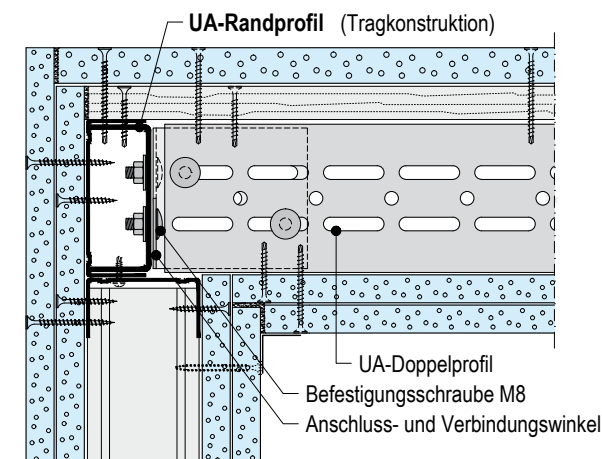 UA-Randprofil (Tragkonstruktion)
UA-Doppelprofil
Befestigungsschraube M8
Anschluss- und Verbindungswinkel